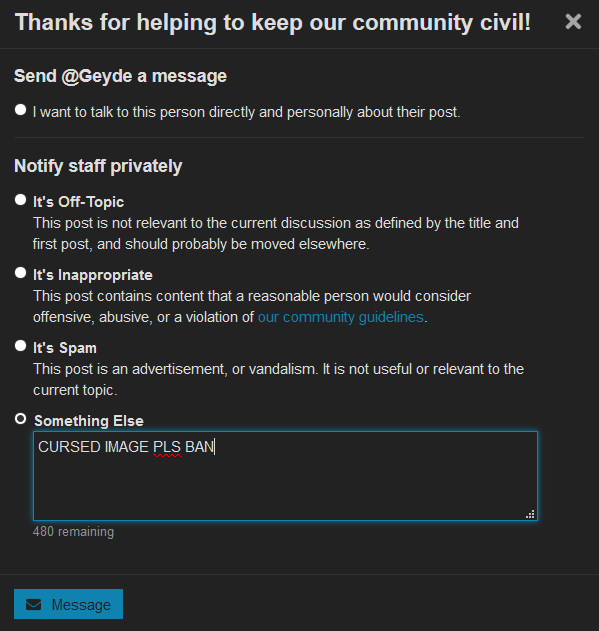 Thanks for helping to keep our community civil!
Send @Geyde a message
I want to talk to this person directly and personally about their post.
Notify staff privately
It's Off-Topic
This post is not relevant to the current discussion as defined by the title and
first post, and should probably be moved elsewhere.
It's Inappropriate
This post contains content that a reasonable person would consider
offensive, abusive, or a violation of our community guidelines.
It's Spam
This post is an advertisement, or vandalism. It is not useful or relevant to the
current topic.
Something Else
CURSED IMAGE PLS BAN
480 remaining
Message